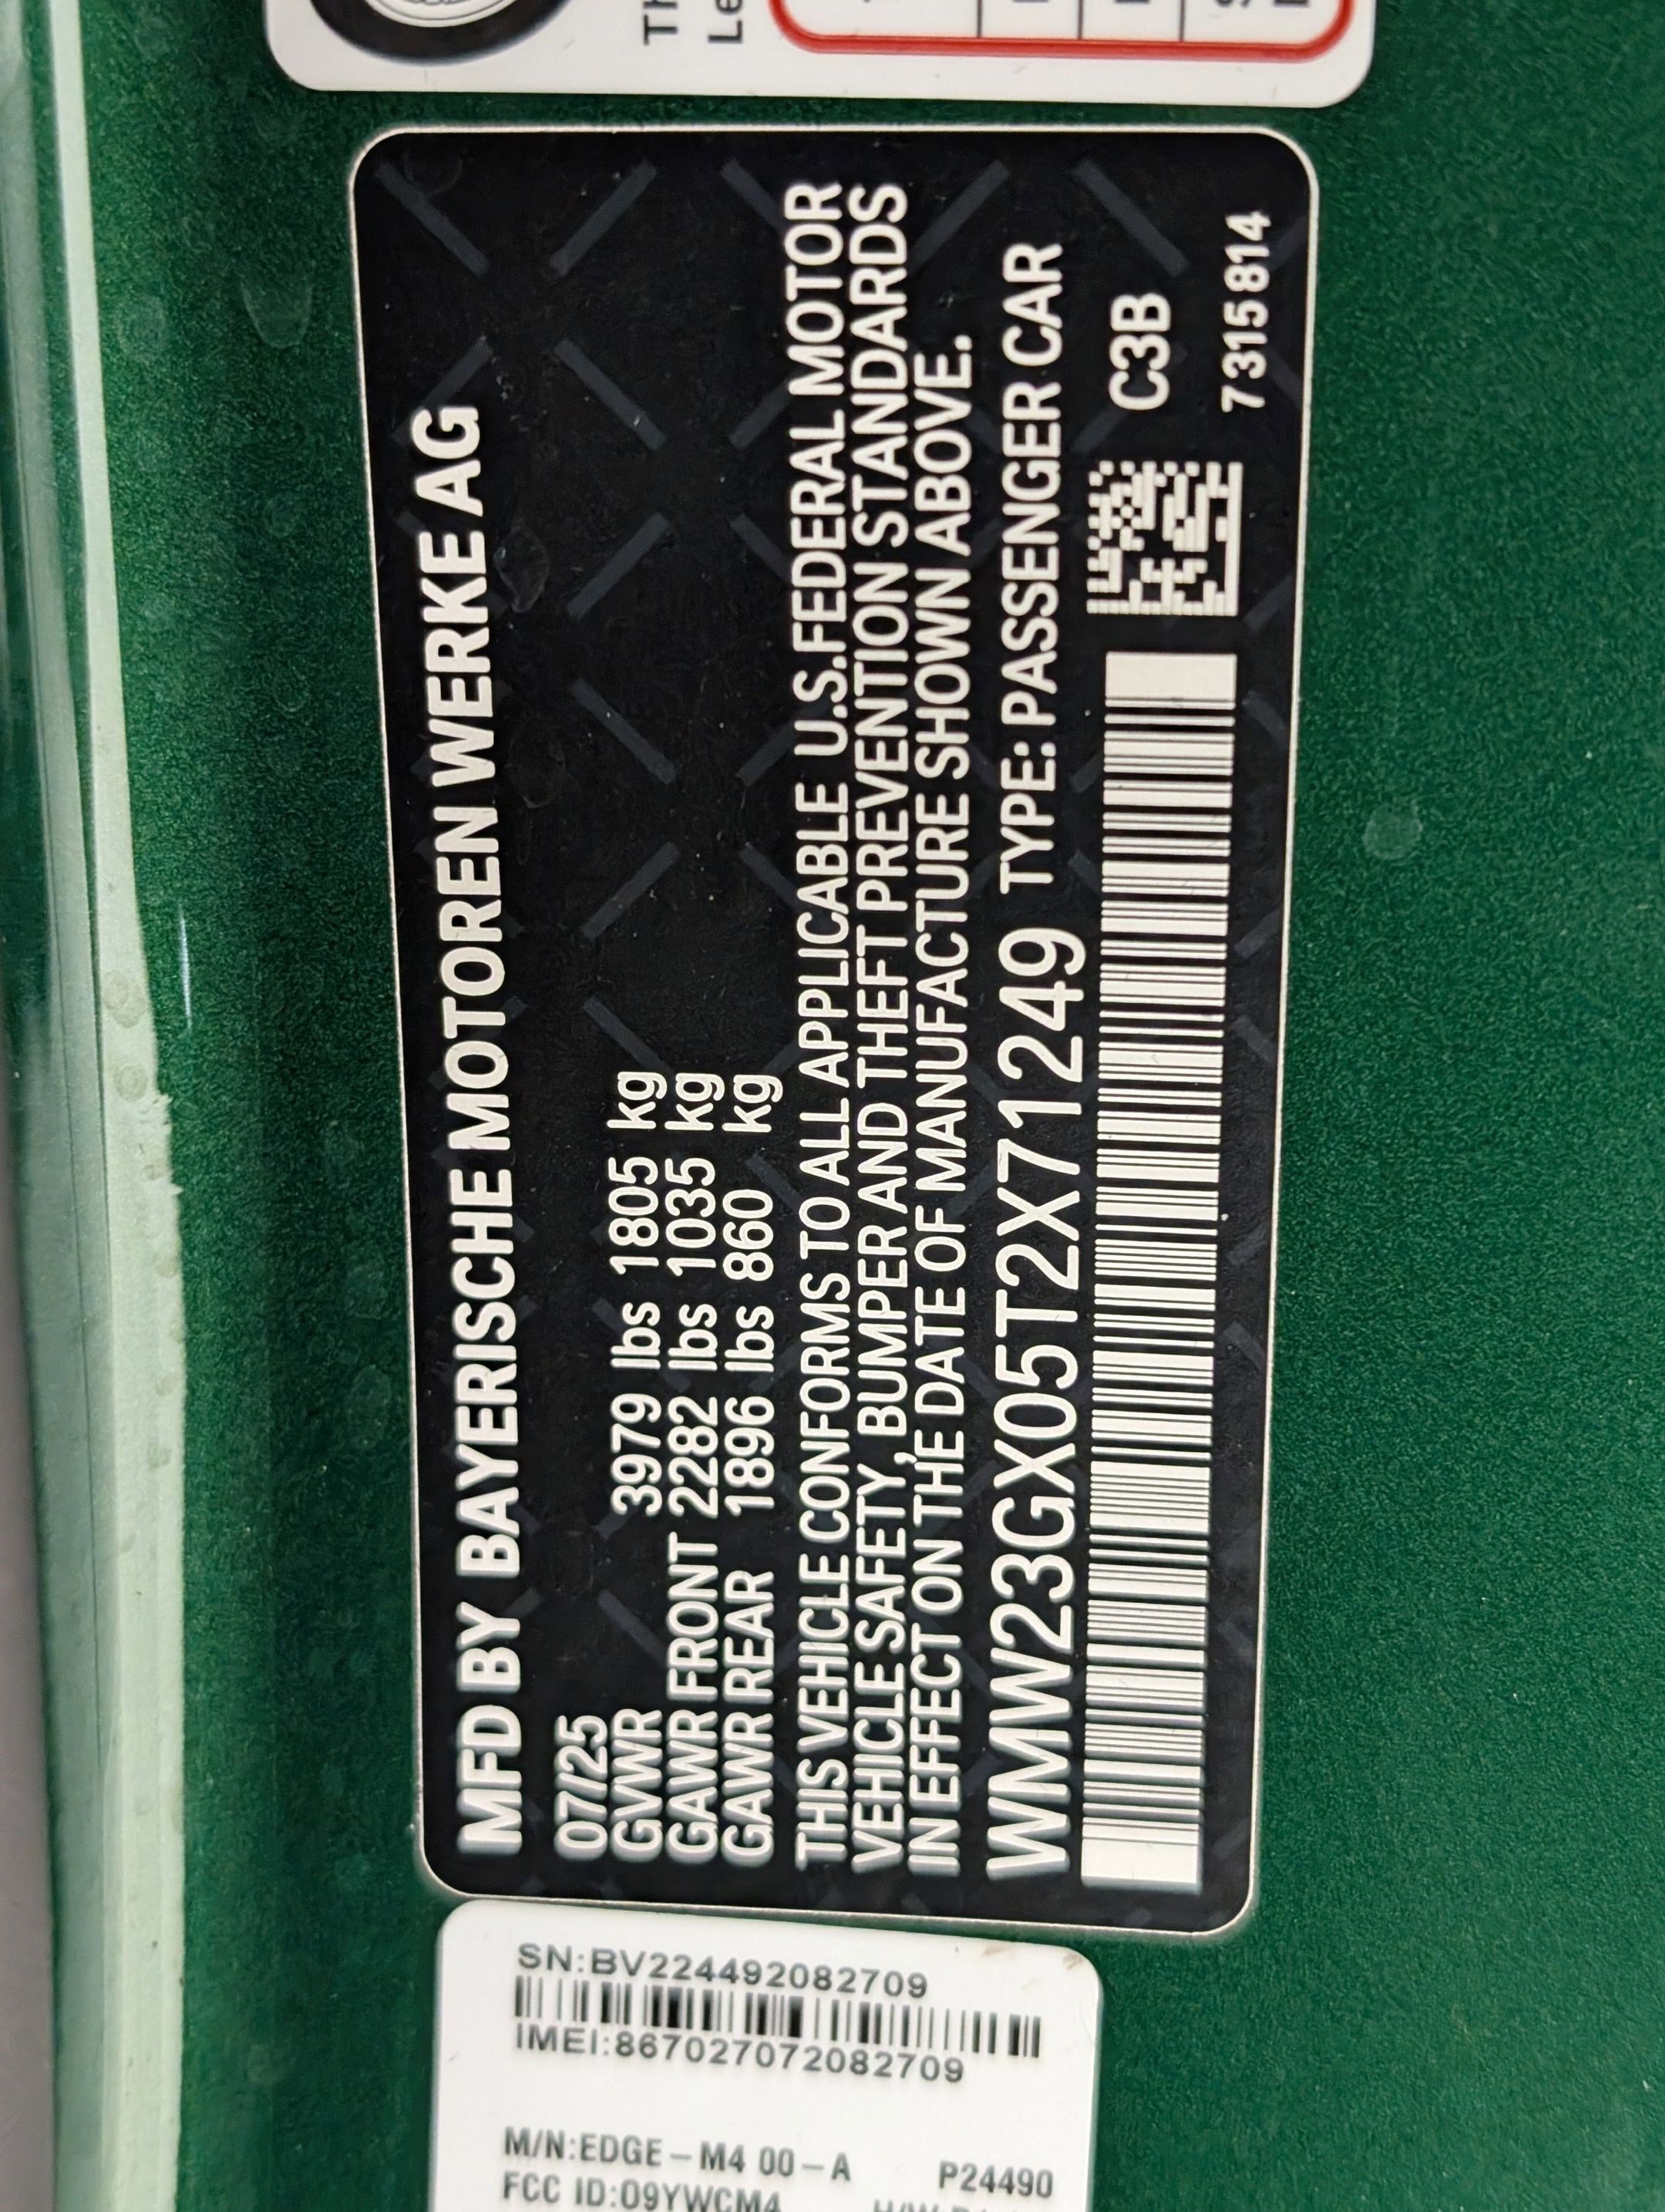 MFD BY BAYERISCHE MOTOREN WERKE AG
07/25
GVWR 3979 lbs 1805 kg
GAWR FRONT 2282 lbs 1035 kg
GAWR REAR 1896 lbs 860 kg
THIS VEHICLE CONFORMS TO ALL APPLICABLE U.S.FEDERAL MOTOR
VEHICLE SAFETY, BUMPER AND THEFT PREVENTION STANDARDS
IN EFFECT ON THE DATE OF MANUFACTURE SHOWN ABOVE.
WMW23GX05T2X71249 TYPE: PASSENGER CAR
C3B
7315814
SN:BV224492082709
IMEI:867027072082709
M/N:EDGE-M4 00-A P24490
FCC ID:O9YWCM4